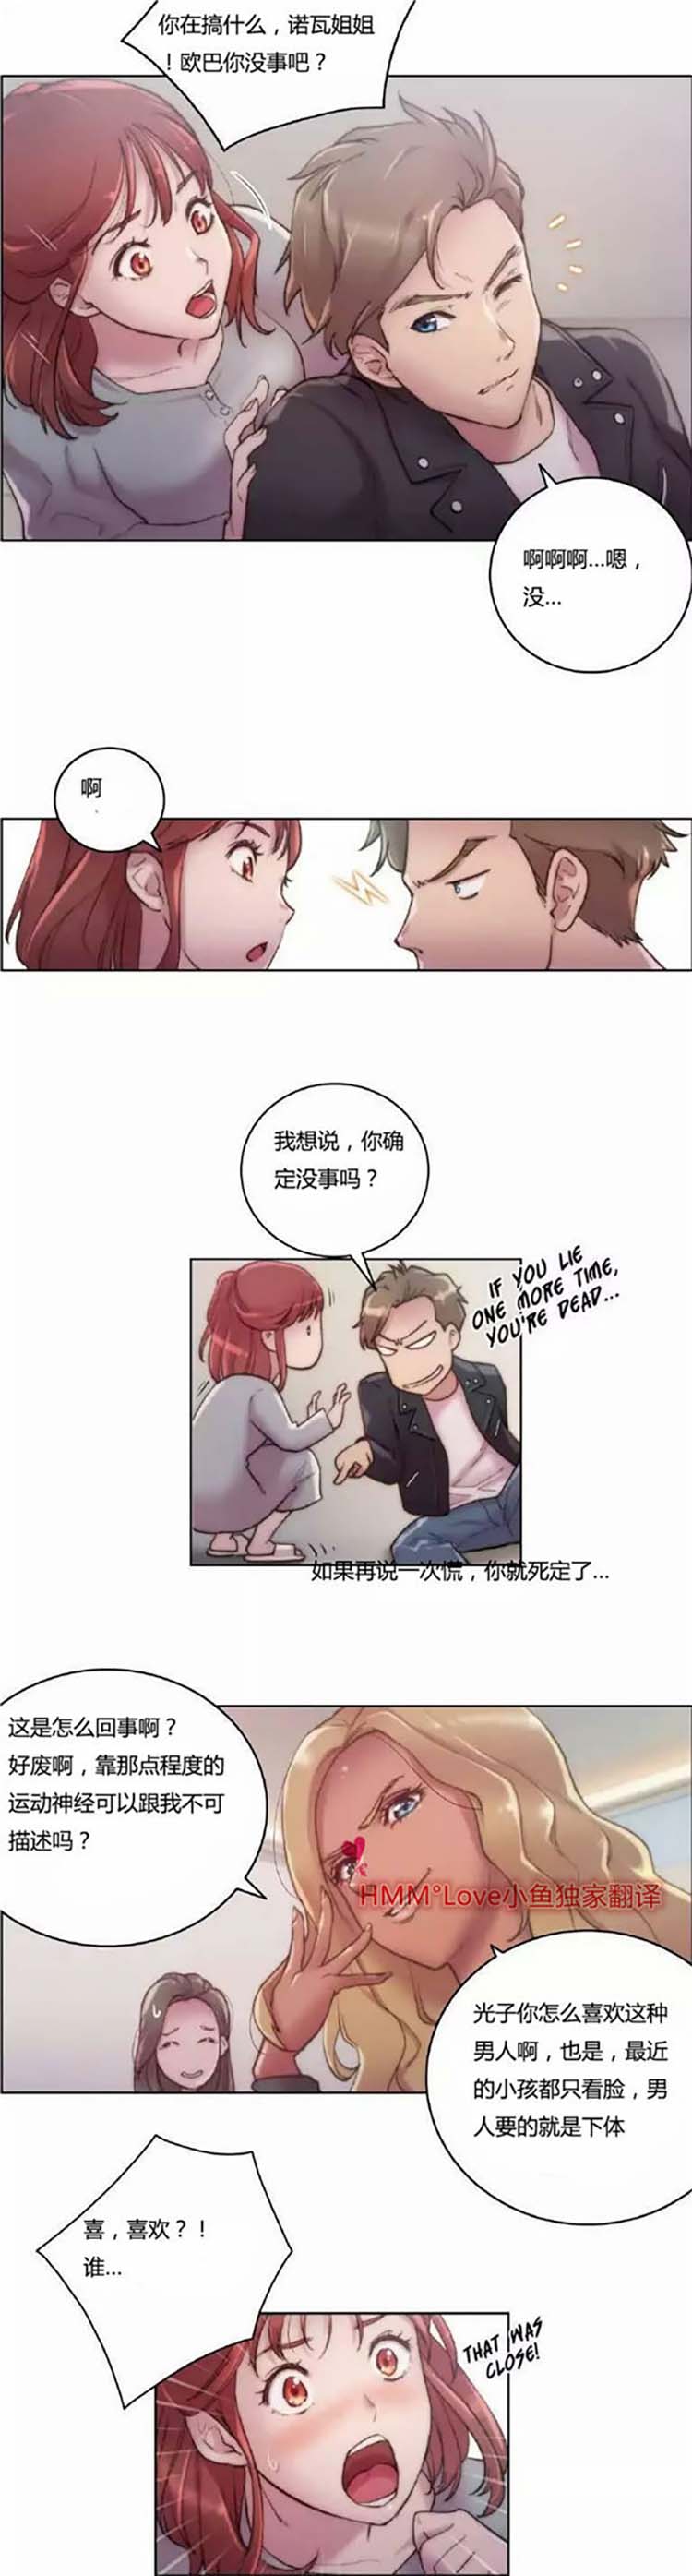 你在搞什么，诺瓦姐姐
！欧巴你没事吧？
啊啊啊...嗯，
没...
啊
我想说，你确
定没事吗？
IF YOU LIE
ONE MORE TIME,
YOU'RE DEAD...
如果再说一次慌，你就死定了...
这是怎么回事啊？
好废啊，靠那点程度的
运动神经可以跟我不可
描述吗？
HMM°Love小鱼独家翻译
光子你怎么喜欢这种
男人啊，也是，最近
的小孩都只看脸，男
人要的就是下体
喜，喜欢？！
谁...
THAT WAS
CLOSE!